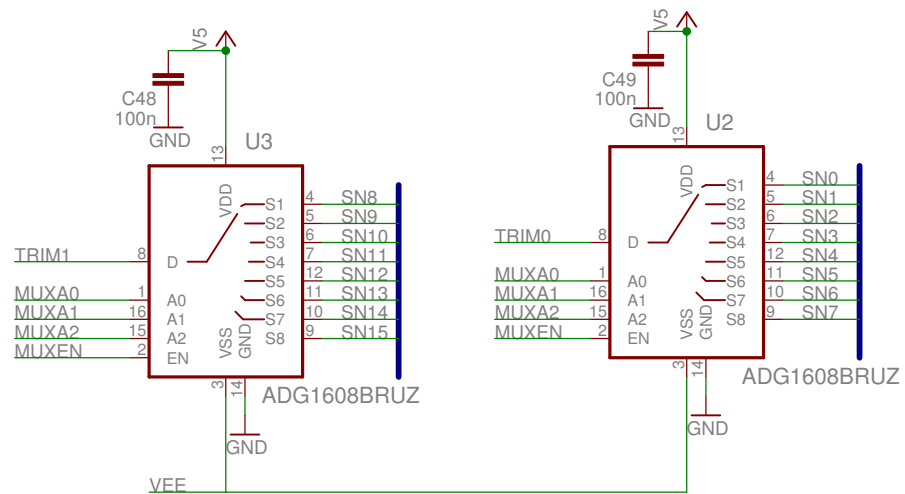 V5
C48
100n
GND
13
U3
VDD
TRIM1
8
D
MUXA0
1
A0
MUXA1
16
A1
MUXA2
15
A2
MUXEN
2
EN
S1
4
SN8
S2
5
SN9
S3
6
SN10
S4
7
SN11
S5
12
SN12
S6
11
SN13
S7
10
SN14
S8
9
SN15
VSS
GND
3
14
ADG1608BRUZ
GND
VEE
V5
C49
100n
GND
13
U2
VDD
TRIM0
8
D
MUXA0
1
A0
MUXA1
16
A1
MUXA2
15
A2
MUXEN
2
EN
S1
4
SN0
S2
5
SN1
S3
6
SN2
S4
7
SN3
S5
12
SN4
S6
11
SN5
S7
10
SN6
S8
9
SN7
VSS
GND
3
14
ADG1608BRUZ
GND